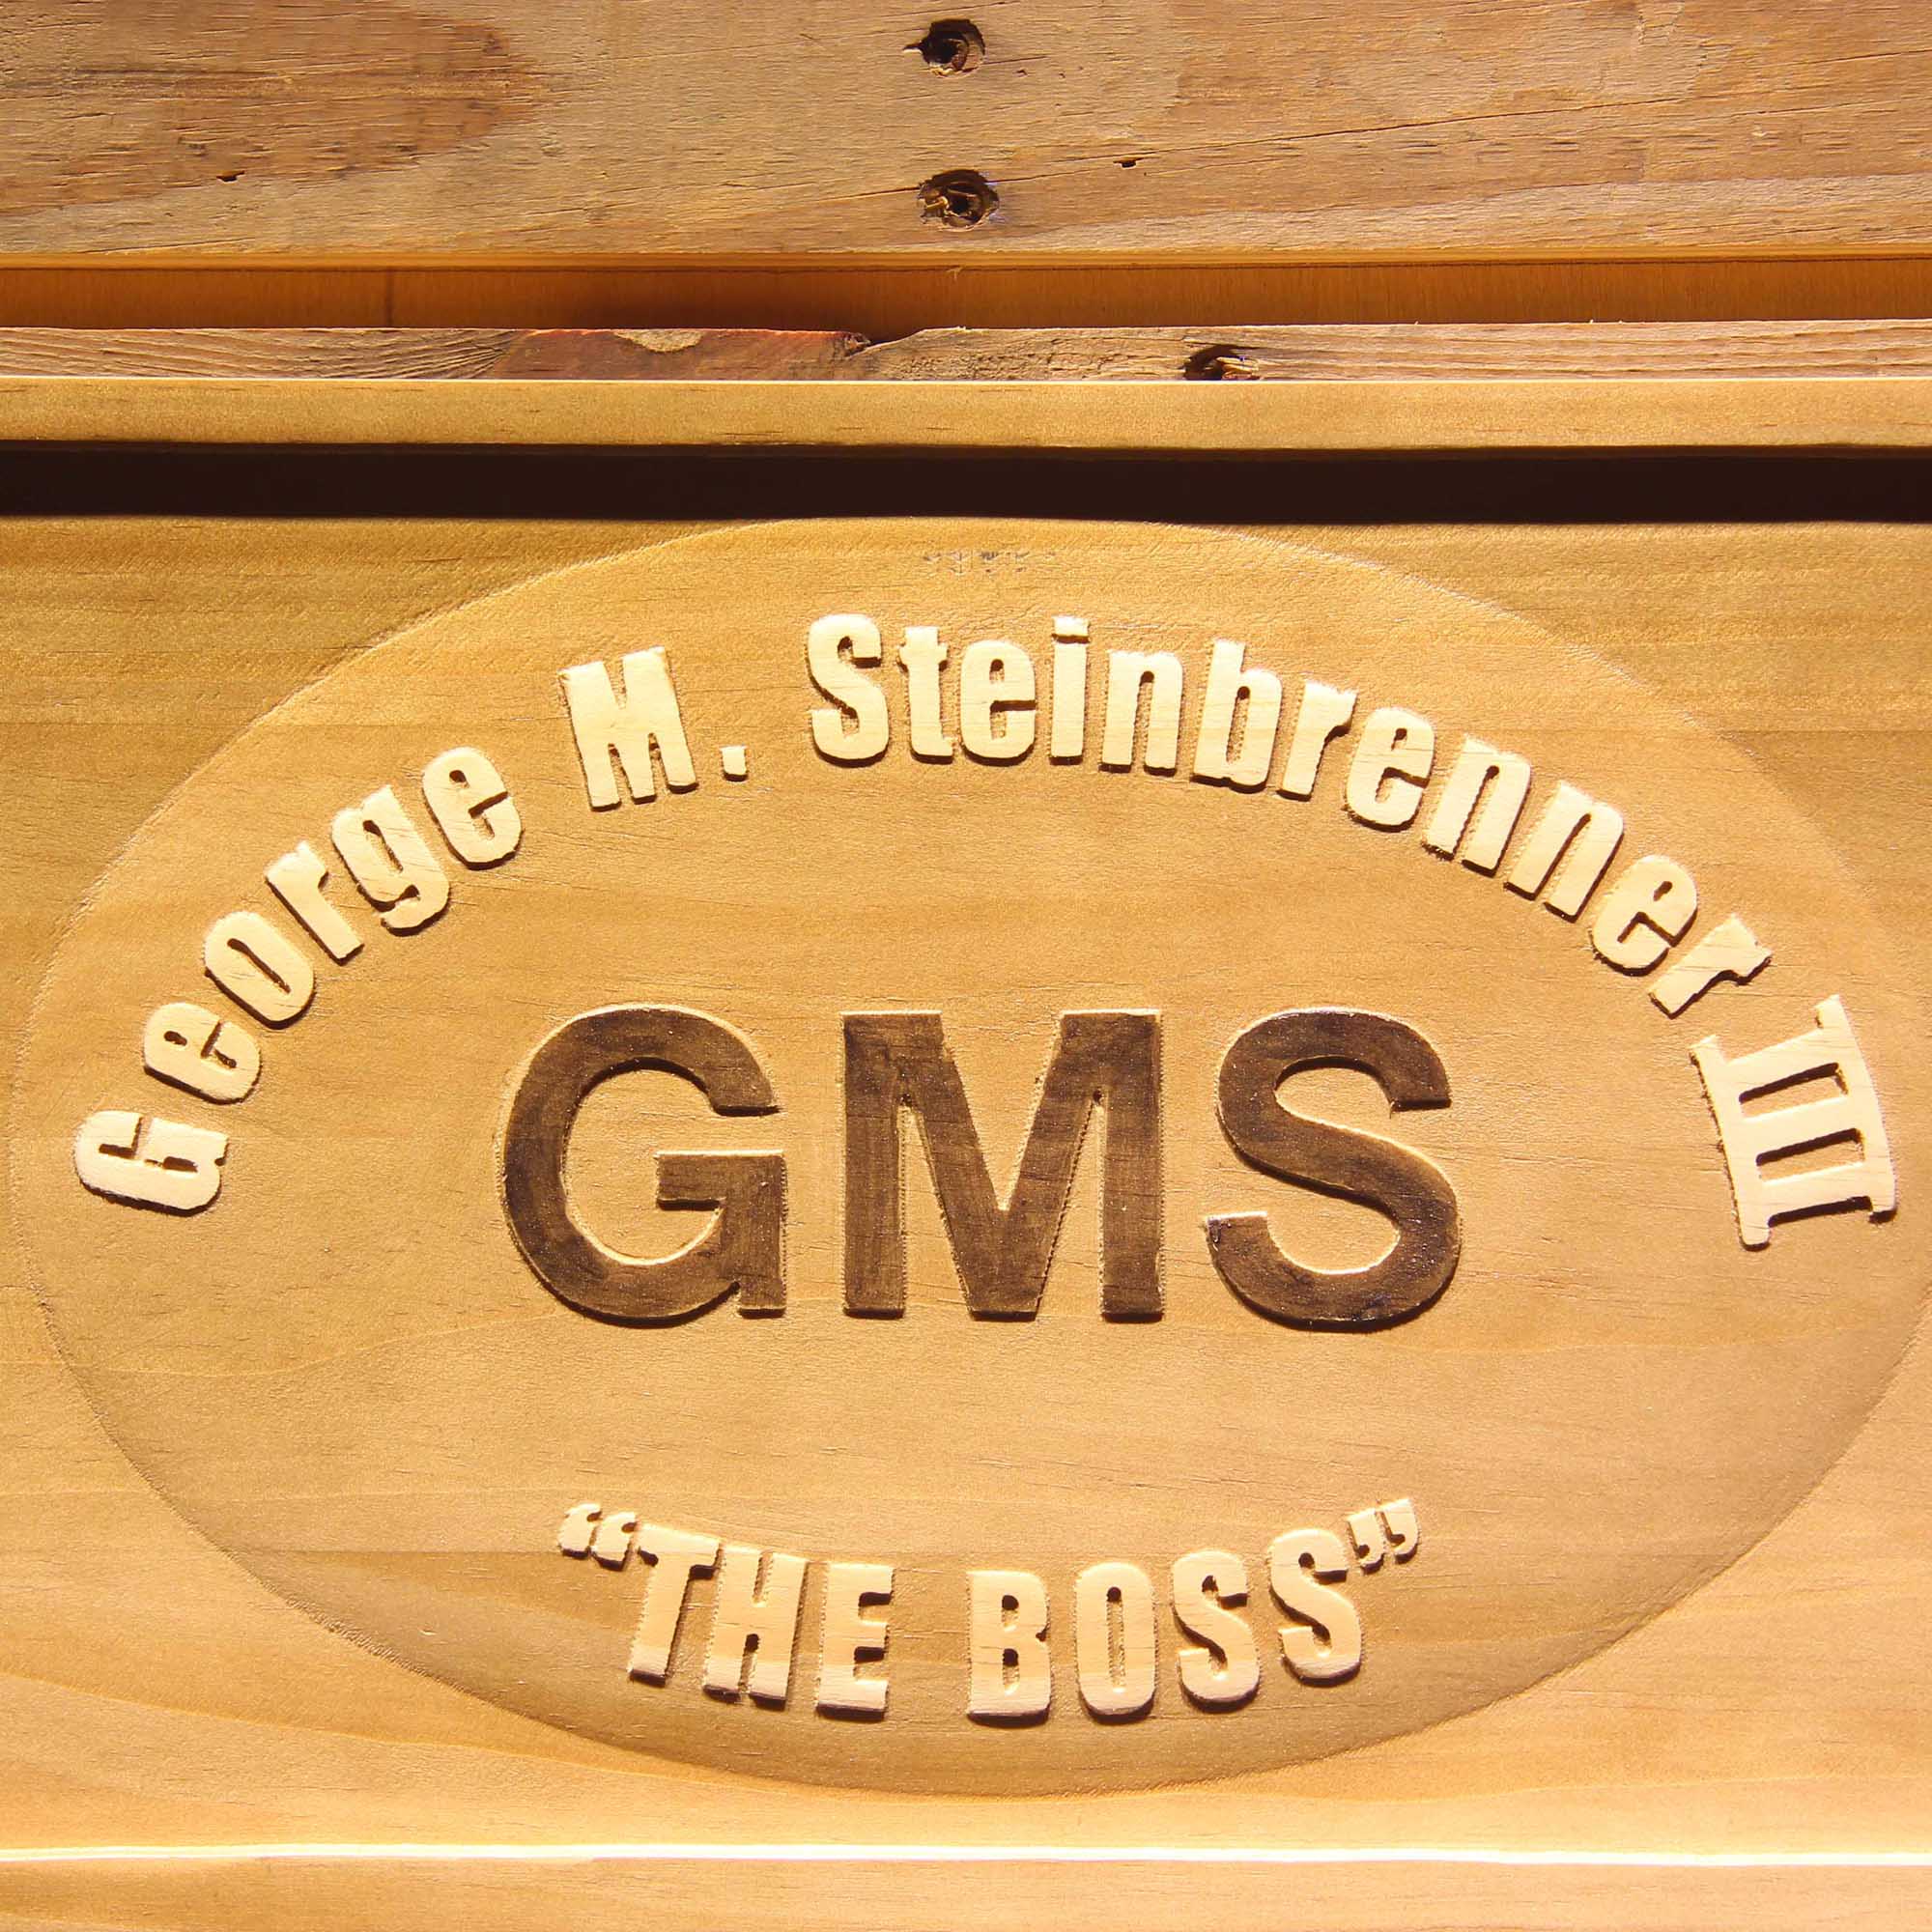 George M. Steinbrenner III
GMS
“THE BOSS”